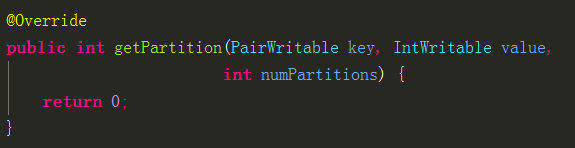 @Override
public int getPartition(PairWritable key, IntWritable value,
int numPartitions) {
return 0;
}